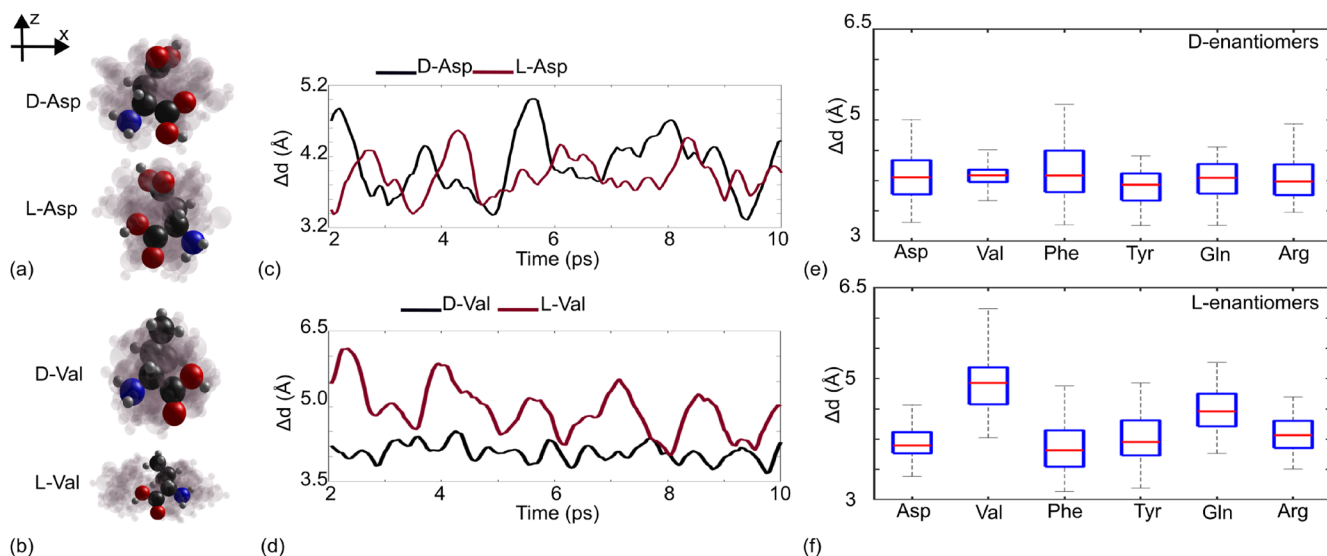 z
x
D-Asp
L-Asp
(a)
D-Val
L-Val
(b)
D-Asp L-Asp
5.2
4.2
3.2
Δd (Å)
2 4 6 8 10
Time (ps)
(c)
D-Val L-Val
6.5
5.0
3.5
Δd (Å)
2 4 6 8 10
Time (ps)
(d)
6.5
D-enantiomers
5
3
Δd (Å)
Asp Val Phe Tyr Gln Arg
(e)
6.5
L-enantiomers
5
3
Δd (Å)
Asp Val Phe Tyr Gln Arg
(f)